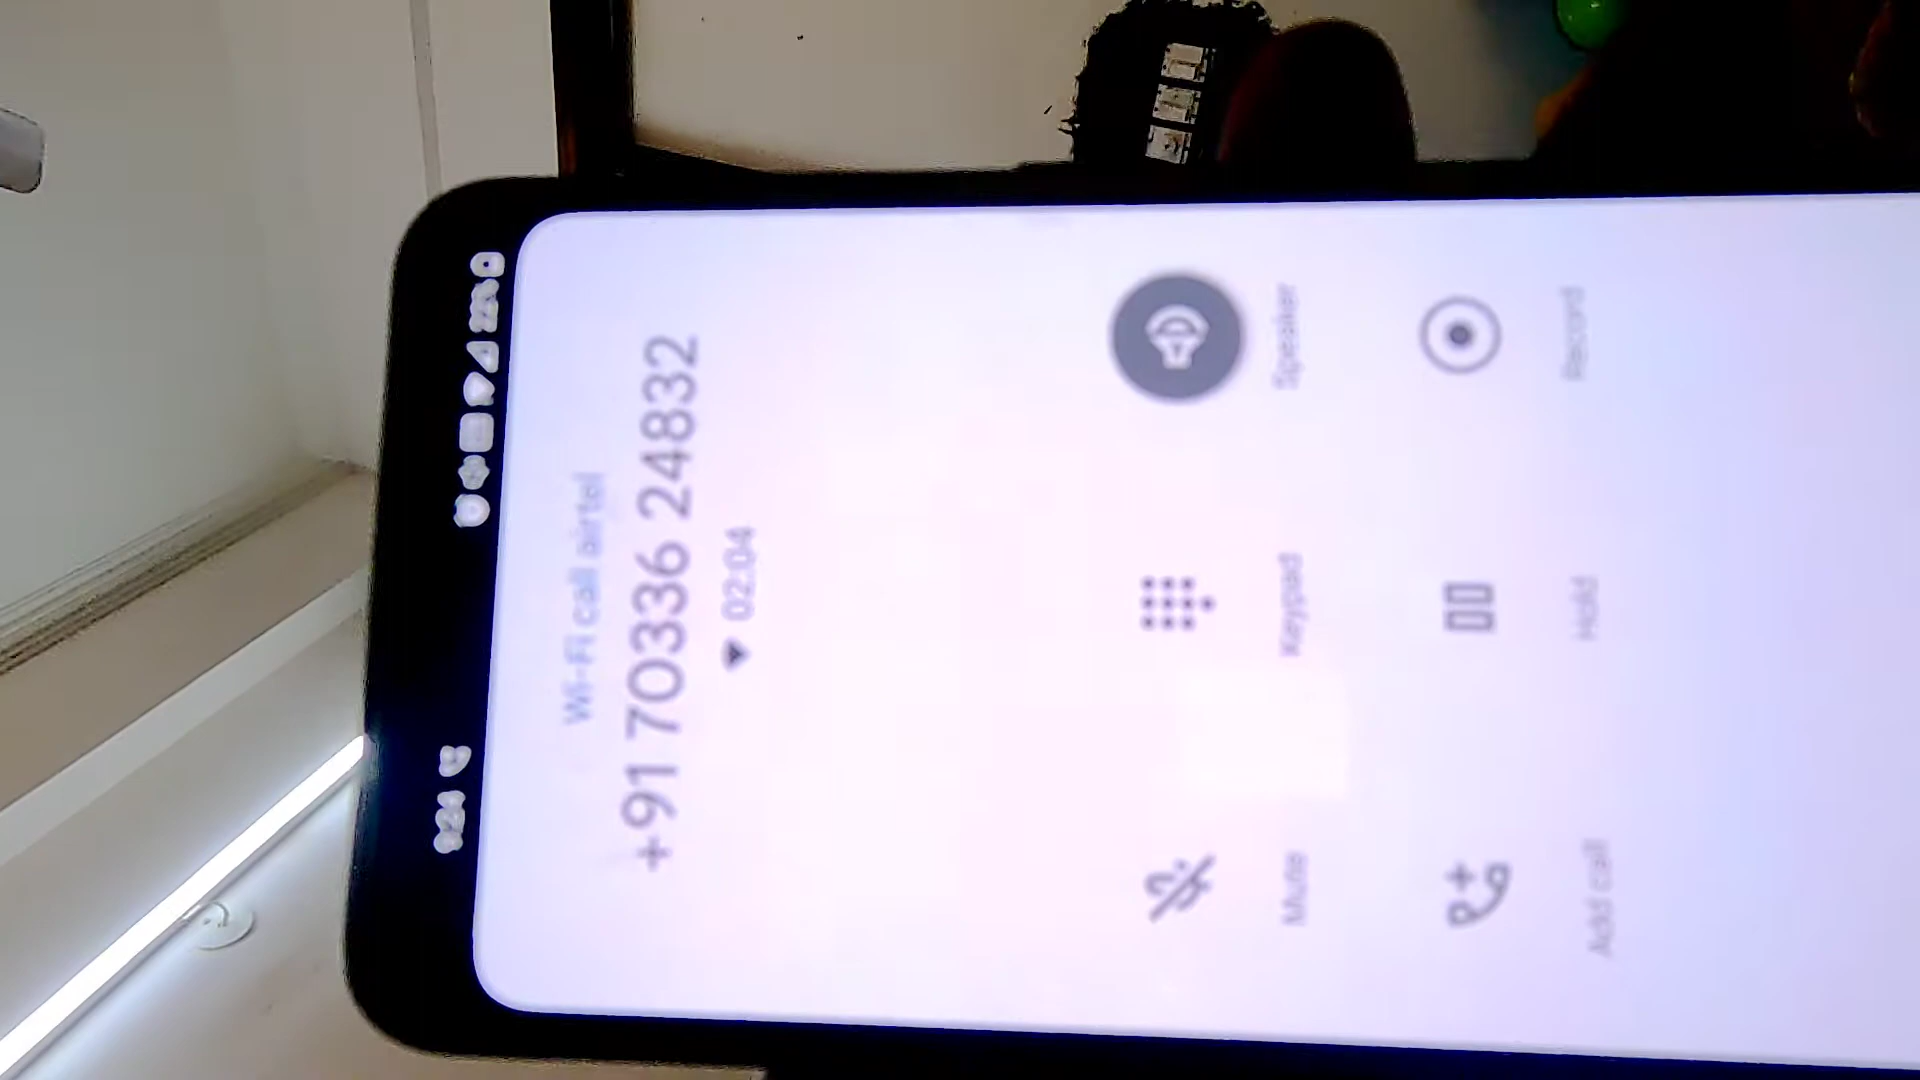 Wi-Fi call airtel
+91 70336 24832
02:04
Mute
Keypad
Speaker
Add call
Hold
Record